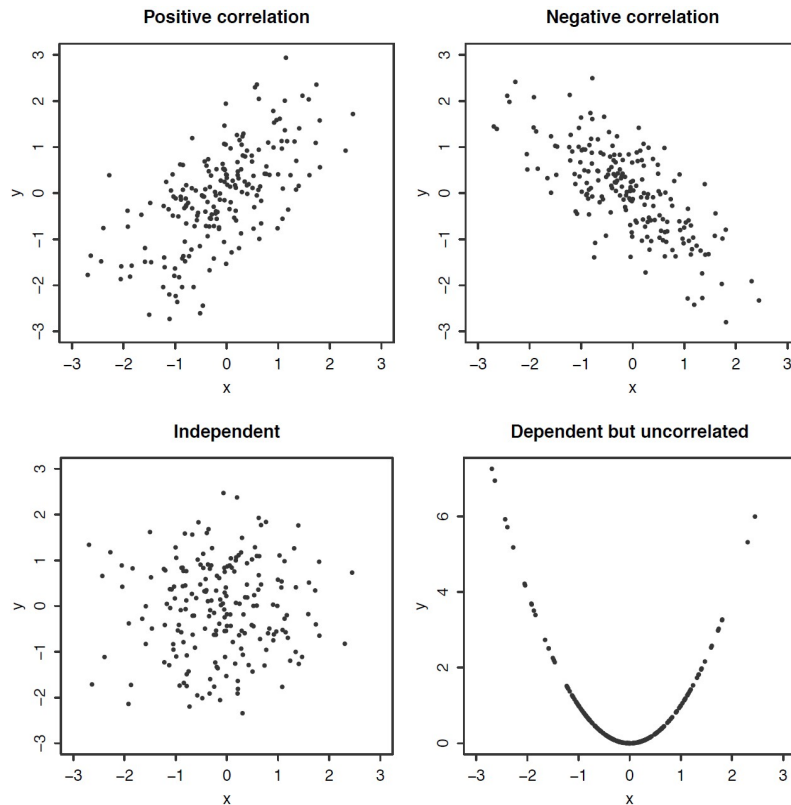 Positive correlation
3
2
1
0
−1
−2
−3
y
−3 −2 −1 0 1 2 3
x
Negative correlation
3
2
1
0
−1
−2
−3
y
−3 −2 −1 0 1 2 3
x
Independent
3
2
1
0
−1
−2
−3
y
−3 −2 −1 0 1 2 3
x
Dependent but uncorrelated
6
4
2
0
y
−3 −2 −1 0 1 2 3
x